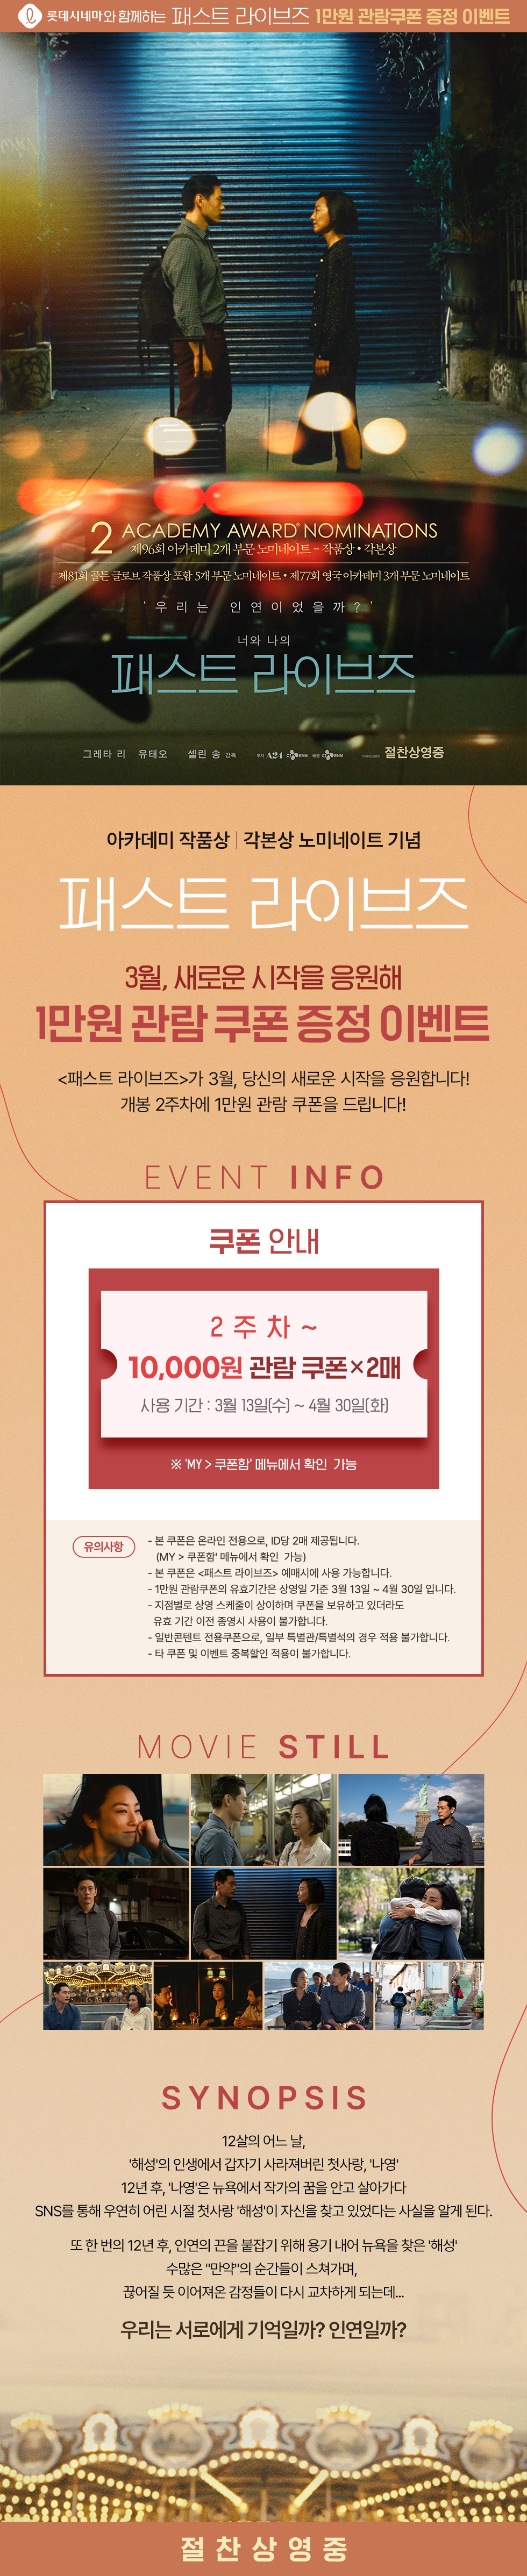 롯데시네마와 함께하는 패스트 라이브즈 1만원 관람쿠폰 증정 이벤트
2 ACADEMY AWARD® NOMINATIONS
제96회 아카데미 2개 부문 노미네이트 - 작품상 • 각본상
제81회 골든 글로브 작품상 포함 5개 부문 노미네이트 • 제77회 영국 아카데미 3개 부문 노미네이트
'우리는 인연이었을까?'
너와 나의
패스트 라이브즈
그레타 리 유태오 셀린 송 감독 투자 A24 CJ ENM 배급 CJ ENM 절찬상영중
아카데미 작품상 | 각본상 노미네이트 기념
패스트 라이브즈
3월, 새로운 시작을 응원해
1만원 관람 쿠폰 증정 이벤트
<패스트 라이브즈>가 3월, 당신의 새로운 시작을 응원합니다!
개봉 2주차에 1만원 관람 쿠폰을 드립니다!
EVENT INFO
쿠폰 안내
2주차~
10,000원 관람 쿠폰×2매
사용 기간 : 3월 13일(수) ~ 4월 30일(화)
※ 'MY > 쿠폰함' 메뉴에서 확인 가능
유의사항
- 본 쿠폰은 온라인 전용으로, ID당 2매 제공됩니다.
(MY > 쿠폰함' 메뉴에서 확인 가능)
- 본 쿠폰은 <패스트 라이브즈> 예매시에 사용 가능합니다.
- 1만원 관람쿠폰의 유효기간은 상영일 기준 3월 13일 ~ 4월 30일 입니다.
- 지점별로 상영 스케줄이 상이하며 쿠폰을 보유하고 있더라도
유효 기간 이전 종영시 사용이 불가합니다.
- 일반콘텐트 전용쿠폰으로, 일부 특별관/특별석의 경우 적용 불가합니다.
- 타 쿠폰 및 이벤트 중복할인 적용이 불가합니다.
MOVIE STILL
SYNOPSIS
12살의 어느 날,
'해성'의 인생에서 갑자기 사라져버린 첫사랑, '나영'
12년 후, '나영'은 뉴욕에서 작가의 꿈을 안고 살아가다
SNS를 통해 우연히 어린 시절 첫사랑 '해성'이 자신을 찾고 있었다는 사실을 알게 된다.
또 한 번의 12년 후, 인연의 끈을 붙잡기 위해 용기 내어 뉴욕을 찾은 '해성'
수많은 "만약"의 순간들이 스쳐가며,
끊어질 듯 이어져온 감정들이 다시 교차하게 되는데...
우리는 서로에게 기억일까? 인연일까?
절찬상영중